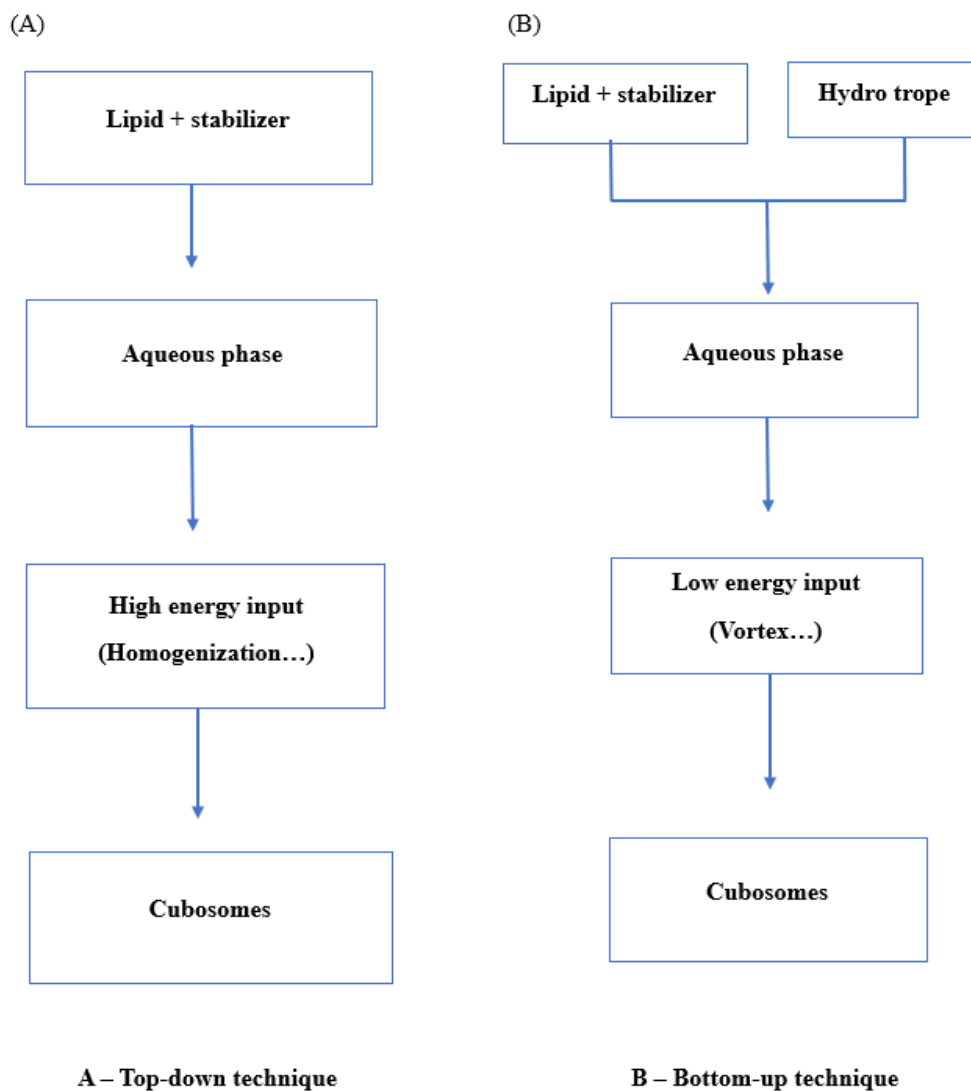 (A)
Lipid + stabilizer
Aqueous phase
High energy input
(Homogenization…)
Cubosomes
A – Top-down technique
(B)
Lipid + stabilizer
Hydro trope
Aqueous phase
Low energy input
(Vortex…)
Cubosomes
B – Bottom-up technique